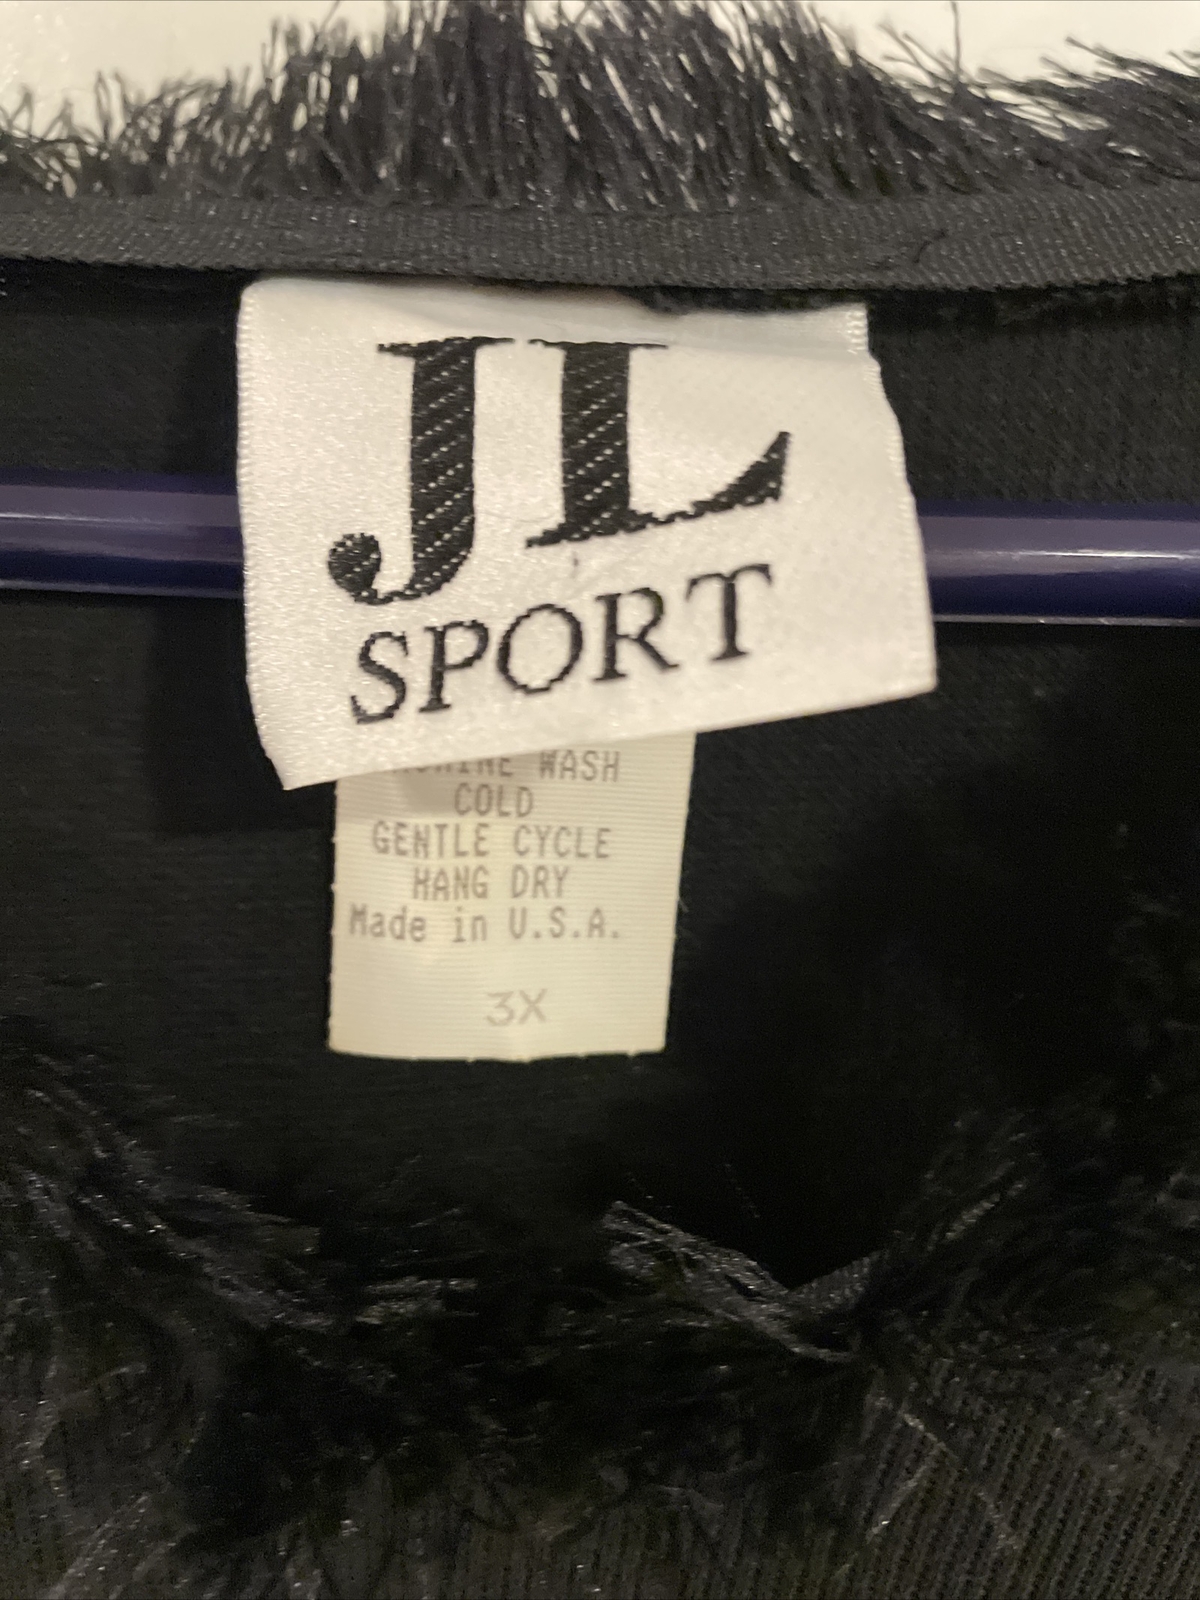 JL
SPORT
WASH
COLD
GENTLE CYCLE
HANG DRY
Made in U.S.A.
3X